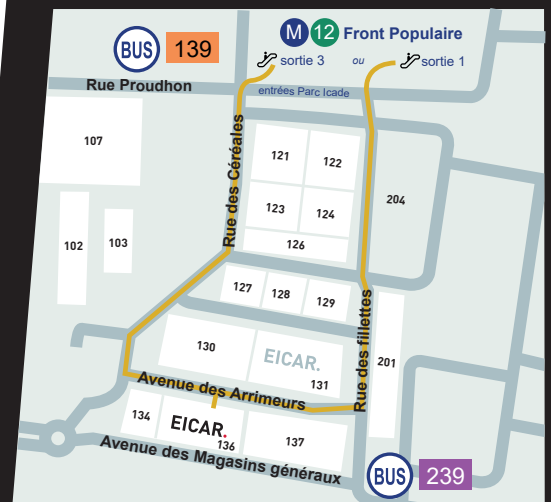 BUS 139
M 12 Front Populaire
sortie 3 ou sortie 1
Rue Proudhon
entrées Parc Icade
107
Rue des Céréales
121
122
204
123
124
102
103
126
127
128
129
Rue des fillettes
130
EICAR.
131
201
Avenue des Arrimeurs
134
EICAR.
136
137
Avenue des Magasins généraux
BUS 239